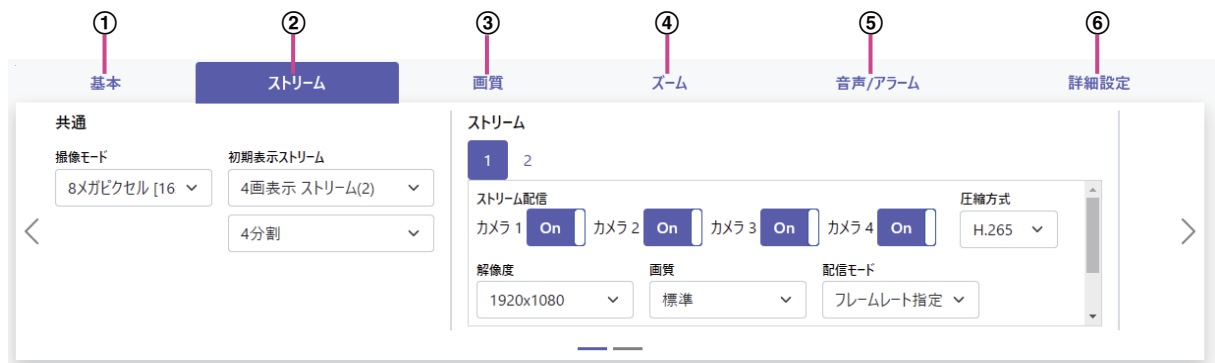 ① ② ③ ④ ⑤ ⑥
基本 ストリーム 画質 ズーム 音声/アラーム 詳細設定
共通
撮像モード 初期表示ストリーム
8メガピクセル [16 4画表示 ストリーム(2)
4分割
ストリーム
1 2
ストリーム配信 圧縮方式
カメラ 1 On カメラ 2 On カメラ 3 On カメラ 4 On H.265
解像度 画質 配信モード
1920x1080 標準 フレームレート指定